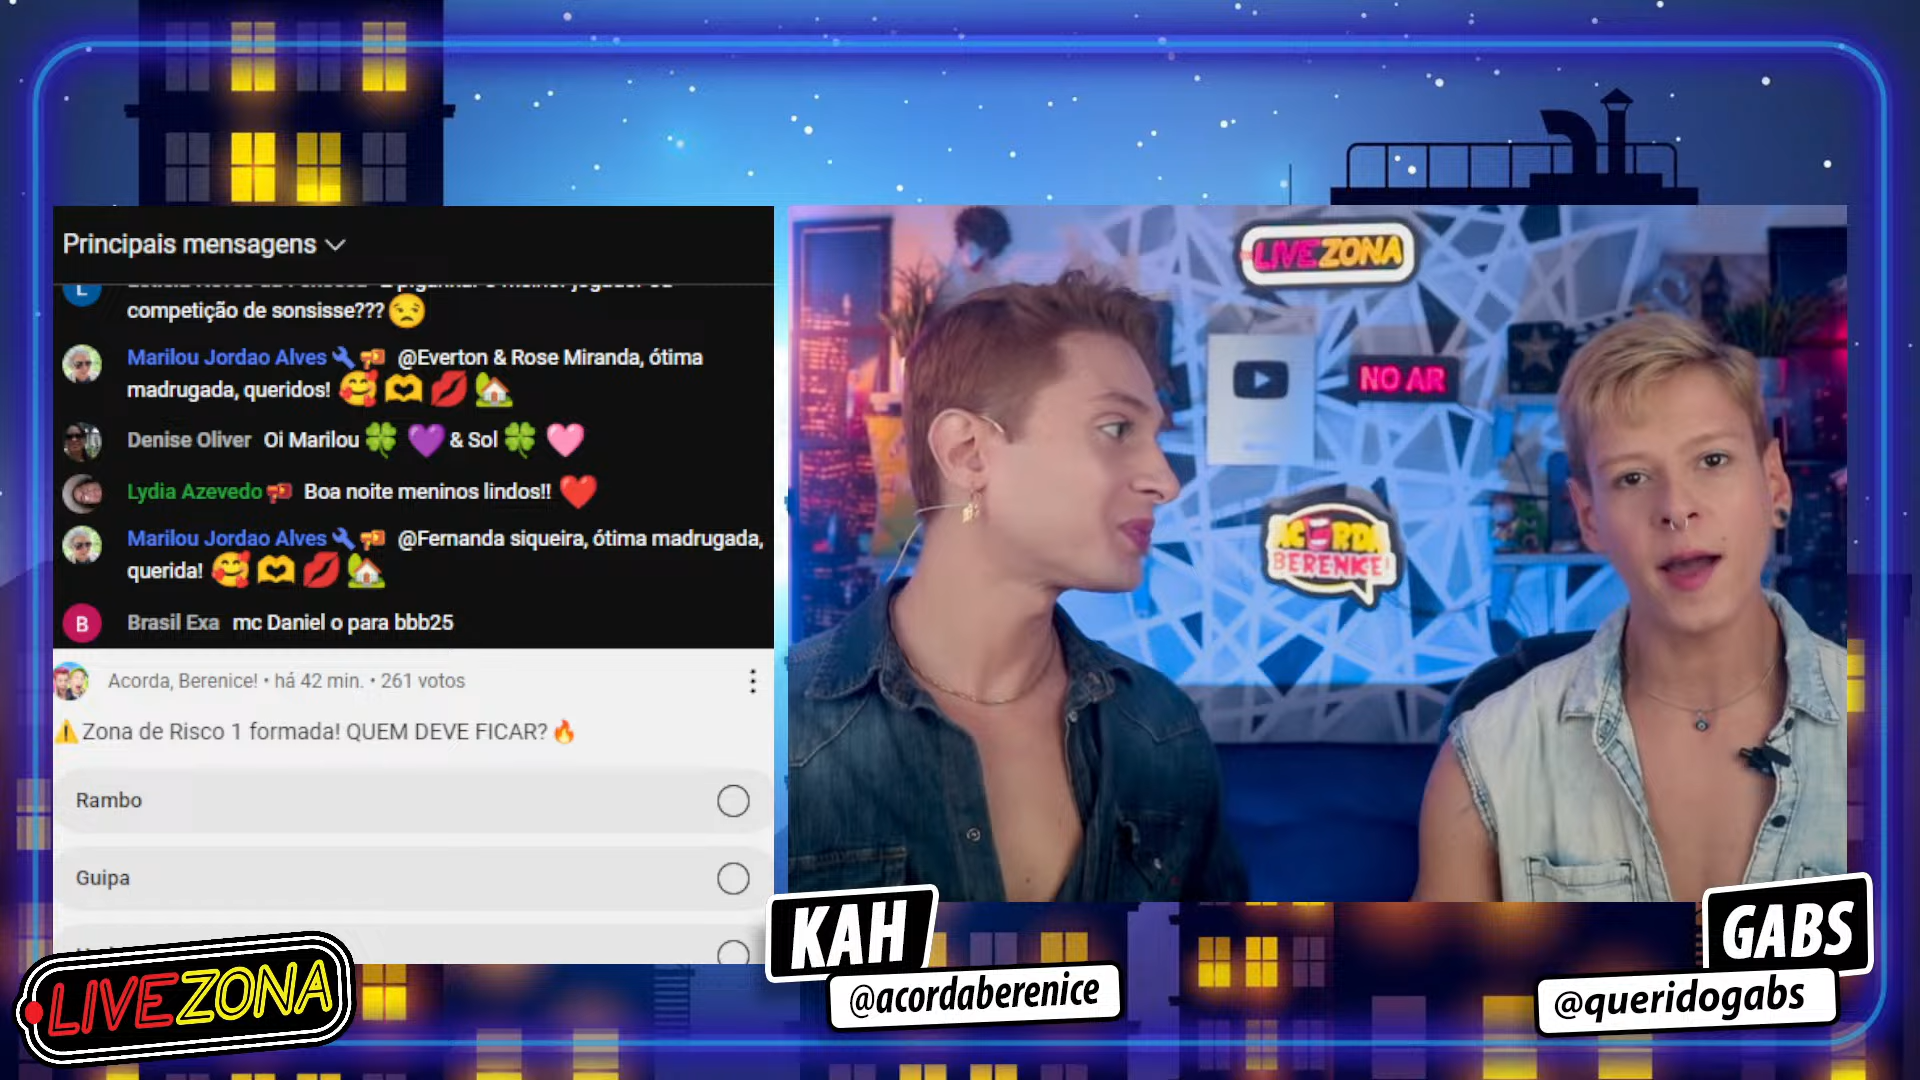 Principais mensagens
competição de sonsisse???
Marilou Jordao Alves @Everton & Rose Miranda, ótima
madrugada, queridos!
Denise Oliver Oi Marilou & Sol
Lydia Azevedo Boa noite meninos lindos!!
Marilou Jordao Alves @Fernanda siqueira, ótima madrugada,
querida!
B
Brasil Exa mc Daniel o para bbb25
Acorda, Berenice! • há 42 min. • 261 votos
Zona de Risco 1 formada! QUEM DEVE FICAR?
Rambo
Guipa
LIVEZONA
LIVEZONA
NO AR
ACORDA
BERENICE!
KAH
@acordaberenice
GABS
@queridogabs